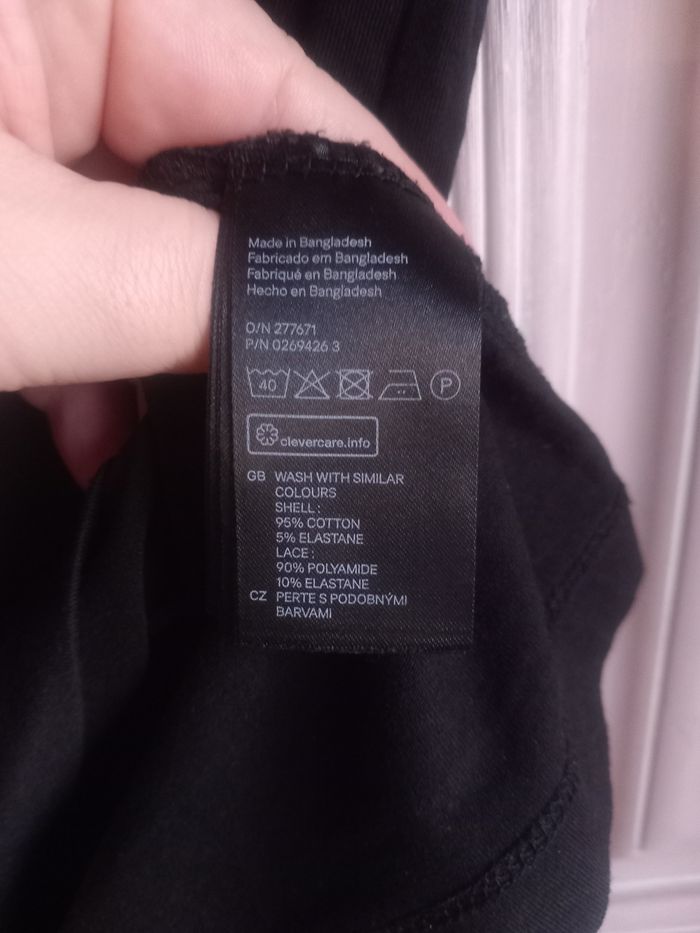 Made in Bangladesh
Fabricado em Bangladesh
Fabriqué en Bangladesh
Hecho en Bangladesh
O/N 277671
P/N 0269426 3
40 P
clevercare.info
GB WASH WITH SIMILAR
COLOURS
SHELL :
95% COTTON
5% ELASTANE
LACE :
90% POLYAMIDE
10% ELASTANE
CZ PERTE S PODOBNÝMI
BARVAMI